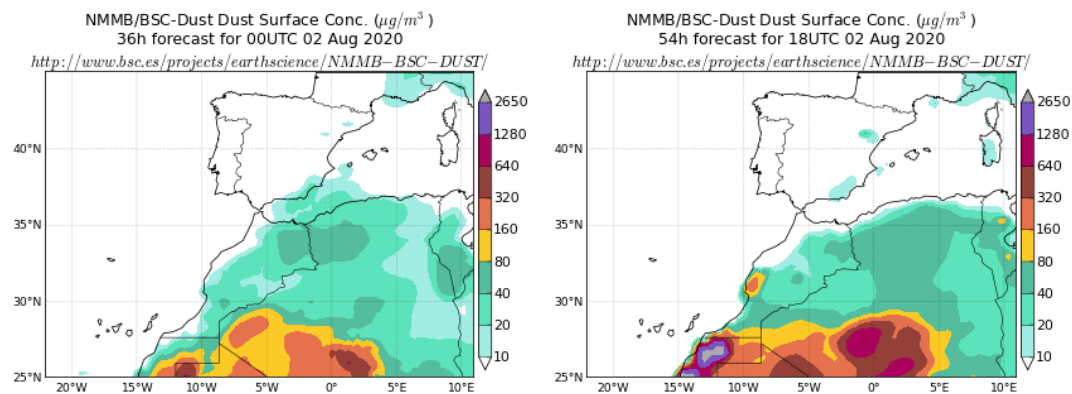 NMMB/BSC-Dust Dust Surface Conc. (μg/m³)
36h forecast for 00UTC 02 Aug 2020
http://www.bsc.es/projects/earthscience/NMMB−BSC−DUST/
40°N
35°N
30°N
25°N
20°W
15°W
10°W
5°W
0°E
5°E
10°E
2650
1280
640
320
160
80
40
20
10
NMMB/BSC-Dust Dust Surface Conc. (μg/m³)
54h forecast for 18UTC 02 Aug 2020
http://www.bsc.es/projects/earthscience/NMMB−BSC−DUST/
40°N
35°N
30°N
25°N
20°W
15°W
10°W
5°W
0°E
5°E
10°E
2650
1280
640
320
160
80
40
20
10